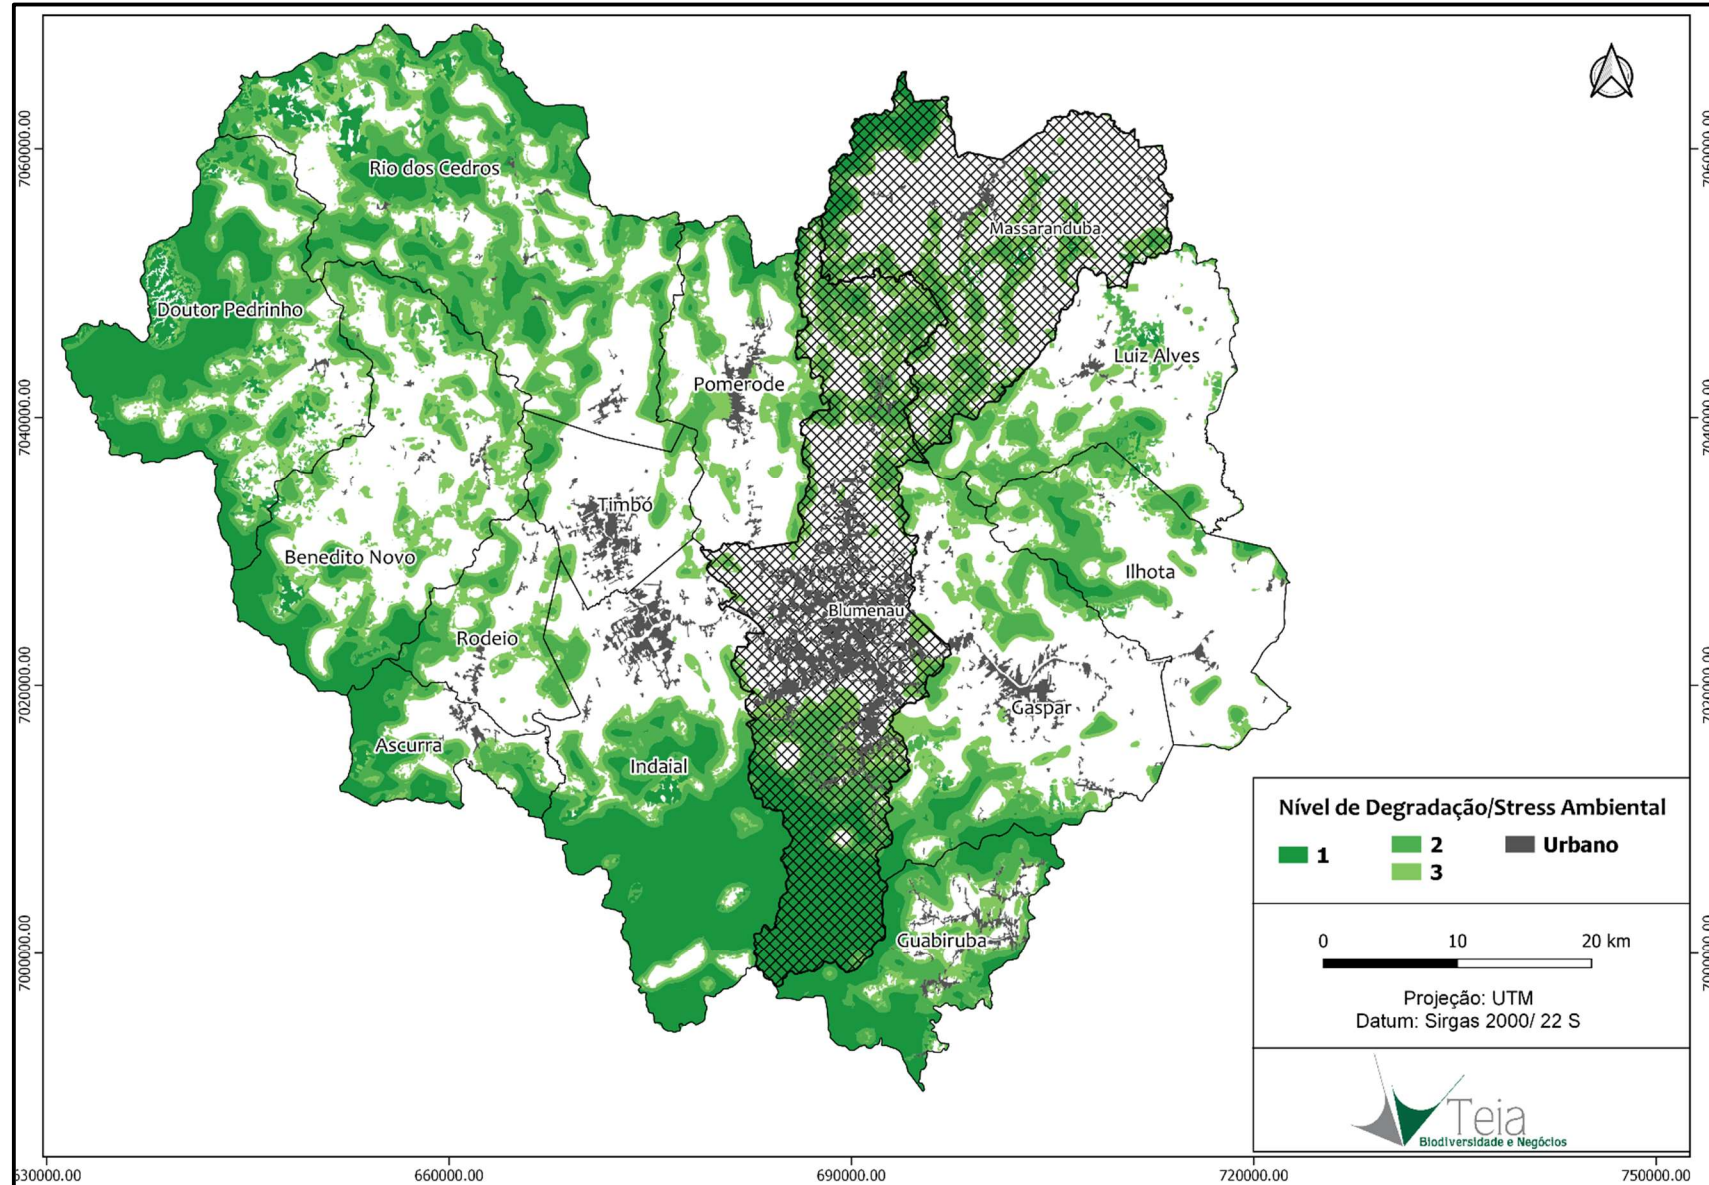 Rio dos Cedros
Massaranduba
Doutor Pedrinho
Luiz Alves
Pomerode
Timbó
Benedito Novo
Ilhota
Blumenau
Rodeio
Gaspar
Ascurra
Indaial
Guabiruba
7060000.00
7040000.00
7020000.00
7000000.00
630000.00
660000.00
690000.00
720000.00
750000.00
Nível de Degradação/Stress Ambiental
1
2
Urbano
3
0 10 20 km
Projeção: UTM
Datum: Sirgas 2000/ 22 S
Teia
Biodiversidade e Negócios